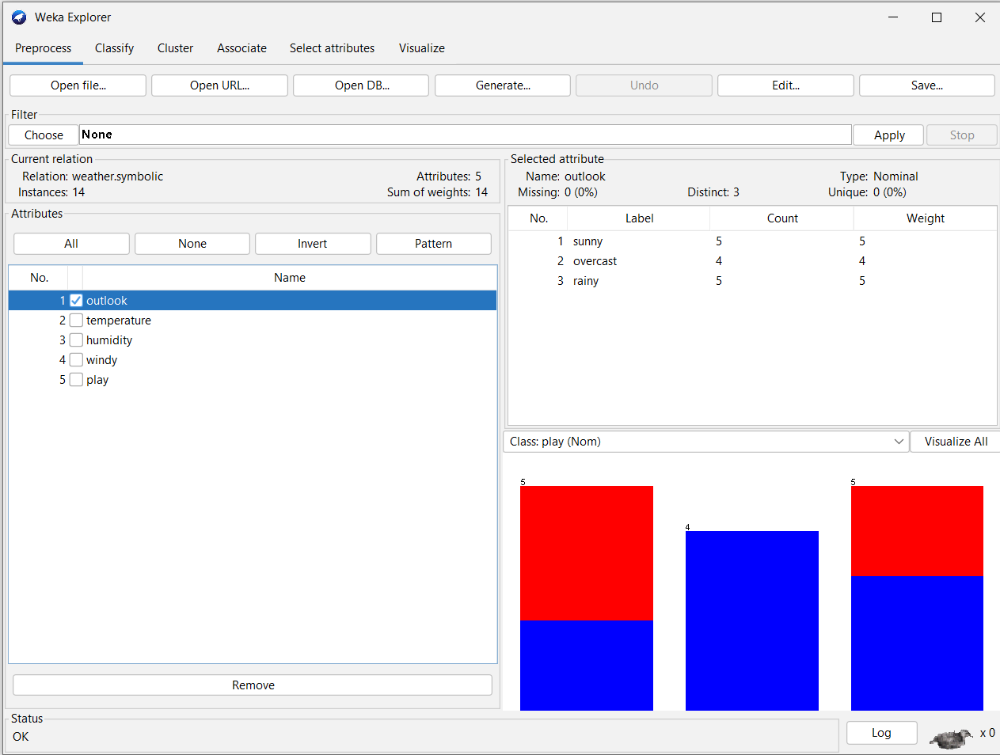 Weka Explorer
Preprocess Classify Cluster Associate Select attributes Visualize
Open file... Open URL... Open DB... Generate... Undo Edit... Save...
Filter
Choose None Apply Stop
Current relation
Relation: weather.symbolic Attributes: 5
Instances: 14 Sum of weights: 14
Attributes
All None Invert Pattern
No. Name
1 outlook
2 temperature
3 humidity
4 windy
5 play
Remove
Selected attribute
Name: outlook Type: Nominal
Missing: 0 (0%) Distinct: 3 Unique: 0 (0%)
No. Label Count Weight
1 sunny 5 5
2 overcast 4 4
3 rainy 5 5
Class: play (Nom) Visualize All
5 5
4
Status
OK
Log x 0